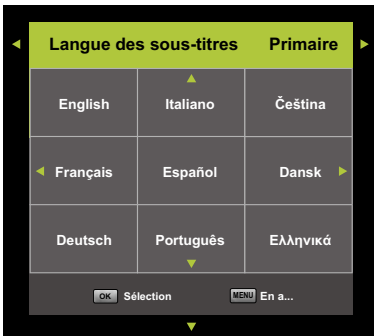 Langue des sous-titres Primaire
English Italiano Čeština
Français Español Dansk
Deutsch Português Ελληνικά
OK Sélection MENU En a...